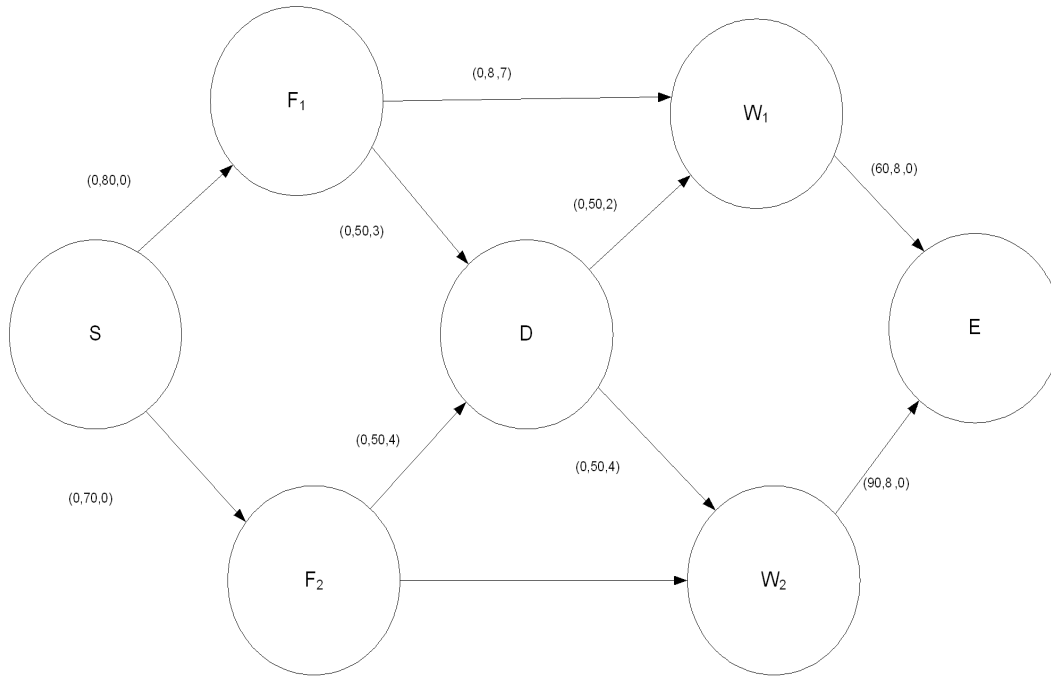 F₁
(0,8,7)
W₁
(0,80,0)
(60,8,0)
(0,50,2)
(0,50,3)
S
D
E
(0,50,4)
(0,50,4)
(90,8,0)
(0,70,0)
F₂
W₂